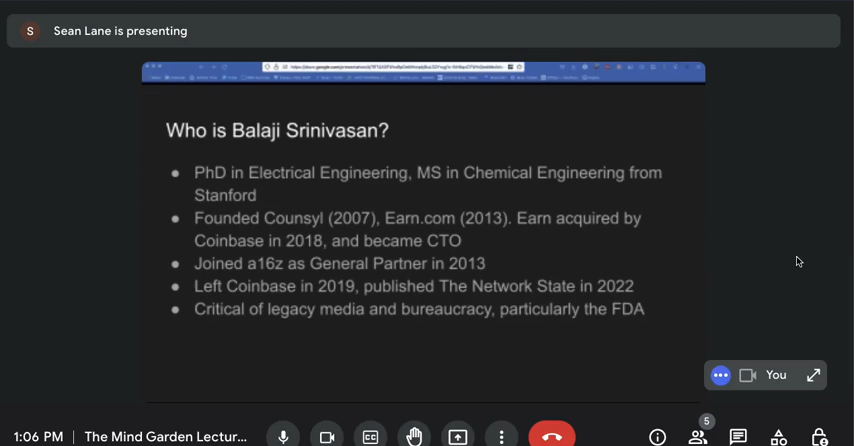 S
Sean Lane is presenting
Who is Balaji Srinivasan?
● PhD in Electrical Engineering, MS in Chemical Engineering from
Stanford
● Founded Counsyl (2007), Earn.com (2013). Earn acquired by
Coinbase in 2018, and became CTO
● Joined a16z as General Partner in 2013
● Left Coinbase in 2019, published The Network State in 2022
● Critical of legacy media and bureaucracy, particularly the FDA
You
5
1:06 PM | The Mind Garden Lectur...
CC